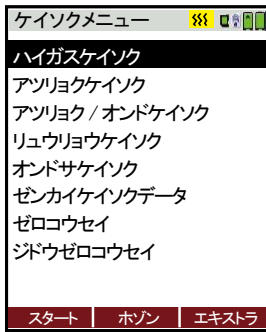 ケイソクメニュー
ハイガスケイソク
アツリョクケイソク
アツリョク / オンドケイソク
リュウリョウケイソク
オンドサケイソク
ゼンカイケイソクデータ
ゼロコウセイ
ジドウゼロコウセイ
スタート ホゾン エキストラ